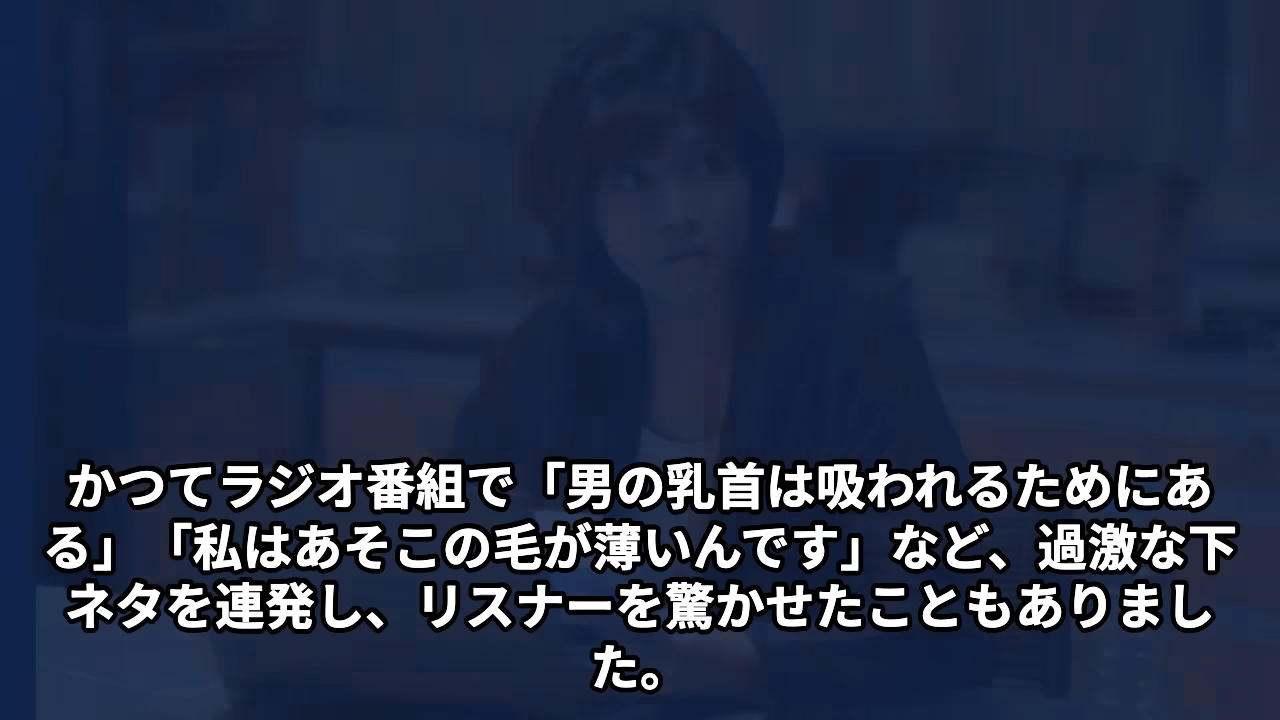 かつてラジオ番組で「男の乳首は吸われるためにあ
る」「私はあそこの毛が薄いんです」など、過激な下
ネタを連発し、リスナーを驚かせたこともありまし
た。